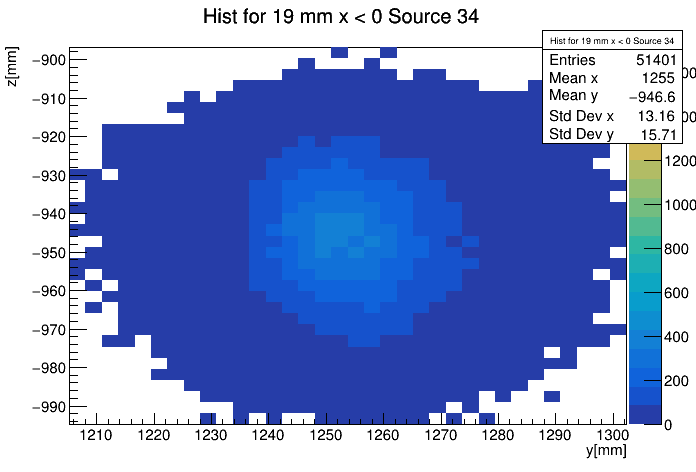 Hist for 19 mm x < 0 Source 34
Hist for 19 mm x < 0 Source 34
Entries 51401
Mean x 1255
Mean y −946.6
Std Dev x 13.16
Std Dev y 15.71
z[mm]
−900
−910
−920
−930
−940
−950
−960
−970
−980
−990
1210 1220 1230 1240 1250 1260 1270 1280 1290 1300
y[mm]
1200
1000
800
600
400
200
0